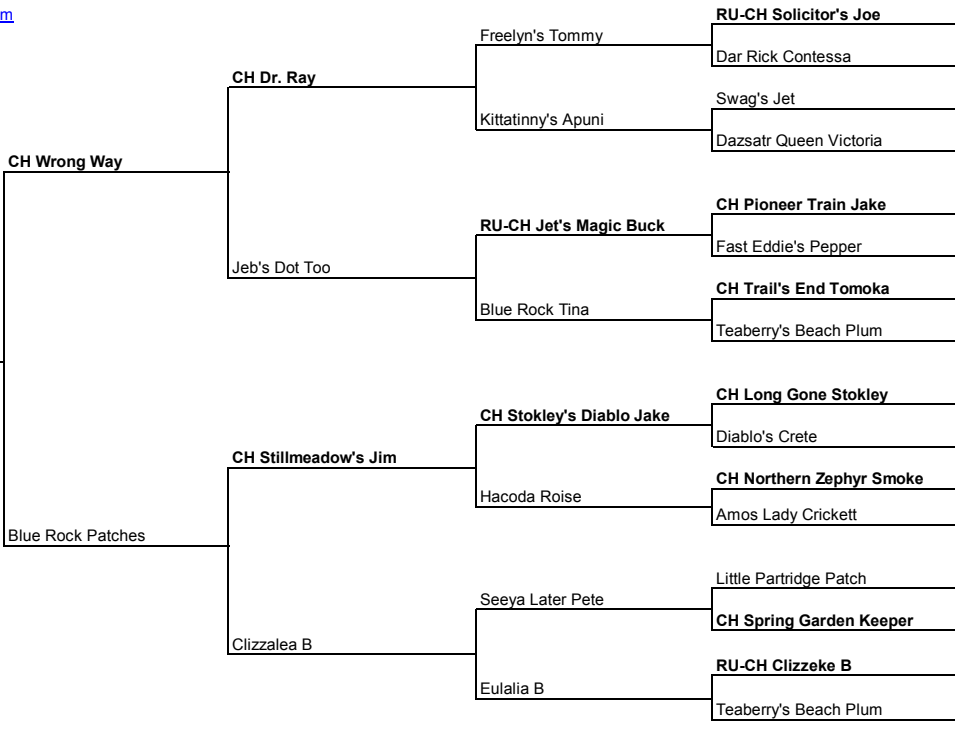 m
RU-CH Solicitor's Joe
Freelyn's Tommy
Dar Rick Contessa
CH Dr. Ray
Swag's Jet
Kittatinny's Apuni
Dazsatr Queen Victoria
CH Wrong Way
CH Pioneer Train Jake
RU-CH Jet's Magic Buck
Fast Eddie's Pepper
Jeb's Dot Too
CH Trail's End Tomoka
Blue Rock Tina
Teaberry's Beach Plum
CH Long Gone Stokley
CH Stokley's Diablo Jake
Diablo's Crete
CH Stillmeadow's Jim
CH Northern Zephyr Smoke
Hacoda Roise
Amos Lady Crickett
Blue Rock Patches
Little Partridge Patch
Seeya Later Pete
CH Spring Garden Keeper
Clizzalea B
RU-CH Clizzeke B
Eulalia B
Teaberry's Beach Plum